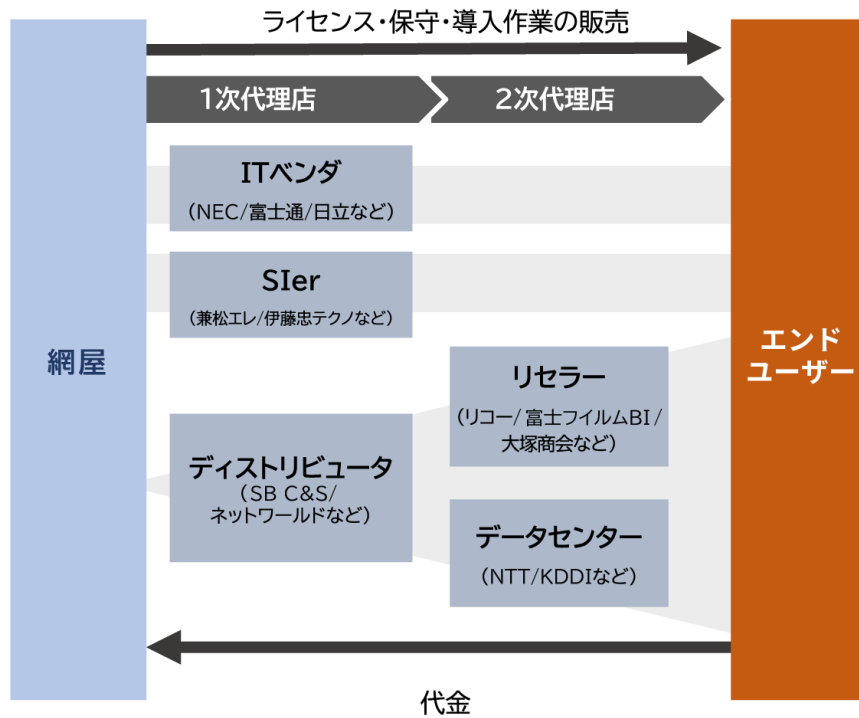 ライセンス・保守・導入作業の販売
1次代理店
2次代理店
ITベンダ
（NEC/富士通/日立など）
SIer
（兼松エレ/伊藤忠テクノなど）
網屋
エンド
ユーザー
リセラー
（リコー/富士フイルムBI/
大塚商会など）
ディストリビュータ
（SB C&S/
ネットワールドなど）
データセンター
（NTT/KDDIなど）
代金